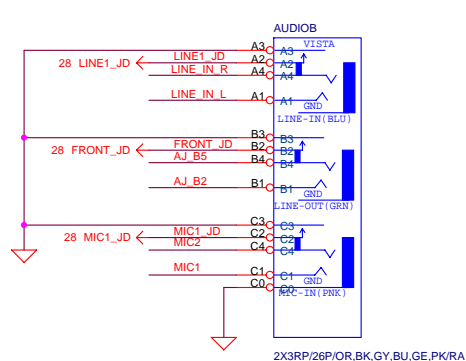 AUDIOB
A3 A3 VISTA
28 LINE1_JD LINE1_JD A2 A2
LINE_IN_R A4 A4
LINE_IN_L A1 A1
GND
LINE-IN(BLU)
B3 B3
28 FRONT_JD FRONT_JD B2 B2
AJ_B5 B4 B4
AJ_B2 B1 B1
GND
LINE-OUT(GRN)
C3 C3
28 MIC1_JD MIC1_JD C2 C2
MIC2 C4 C4
MIC1 C1 C1
GND
C0 C0
MIC-IN(PNK)
2X3RP/26P/OR,BK,GY,BU,GE,PK/RA